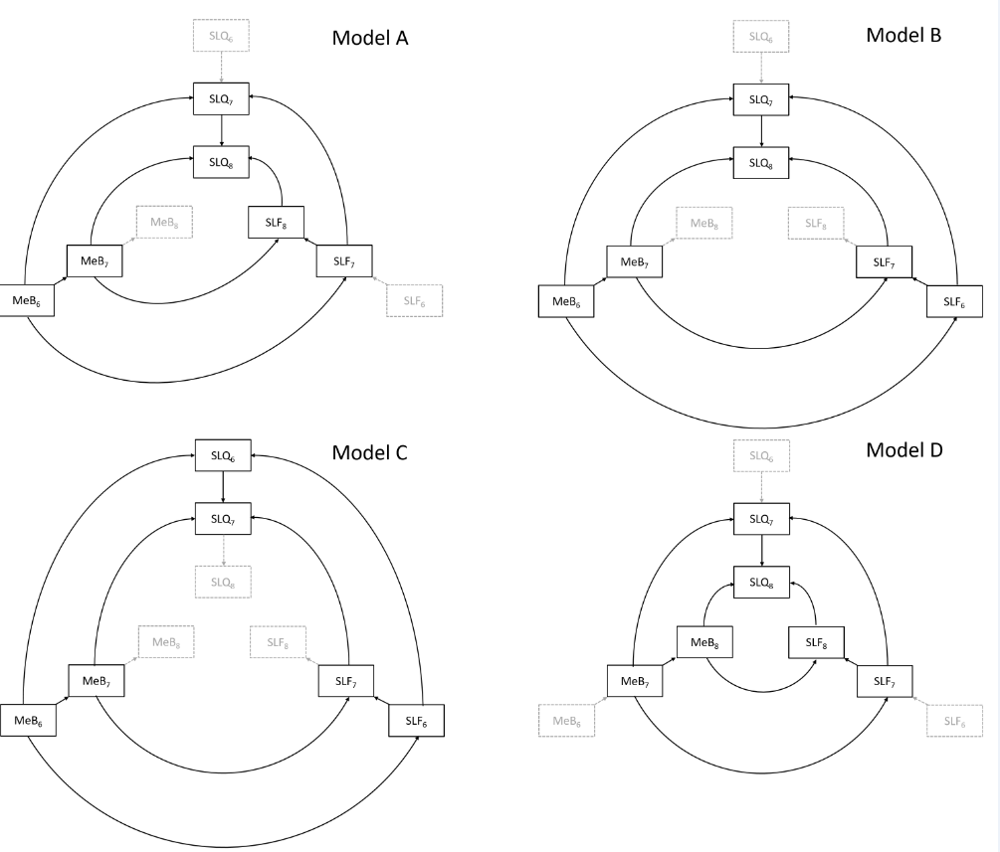 Model A
SLQ₆
SLQ₇
SLQ₈
MeB₈
SLF₈
MeB₇
SLF₇
MeB₆
SLF₆
Model B
SLQ₆
SLQ₇
SLQ₈
MeB₈
SLF₈
MeB₇
SLF₇
MeB₆
SLF₆
Model C
SLQ₆
SLQ₇
SLQ₈
MeB₈
SLF₈
MeB₇
SLF₇
MeB₆
SLF₆
Model D
SLQ₆
SLQ₇
SLQ₈
MeB₈
SLF₈
MeB₇
SLF₇
MeB₆
SLF₆